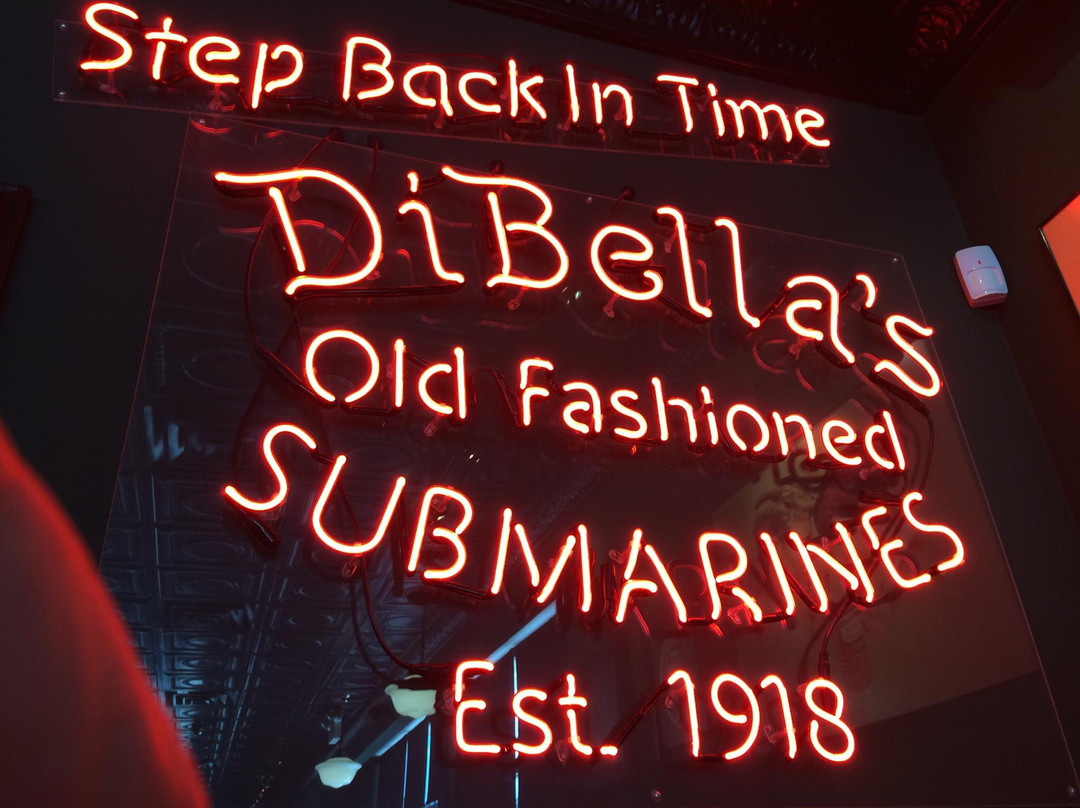 Step Back In Time
DiBella's
Old Fashioned
SUBMARINES
Est. 1918